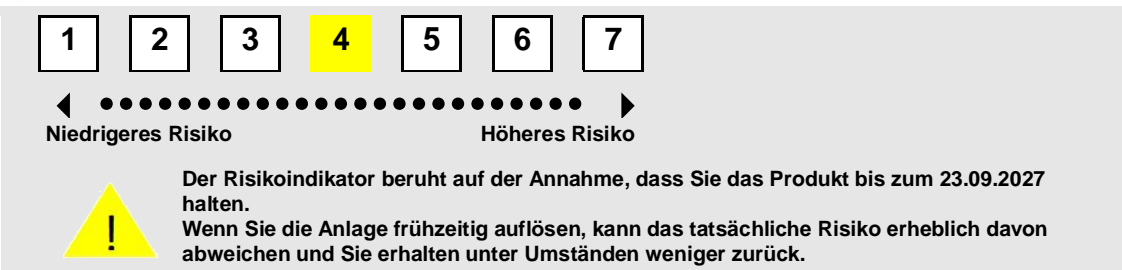 1 2 3 4 5 6 7
Niedrigeres Risiko Höheres Risiko
Der Risikoindikator beruht auf der Annahme, dass Sie das Produkt bis zum 23.09.2027
halten.
Wenn Sie die Anlage frühzeitig auflösen, kann das tatsächliche Risiko erheblich davon
abweichen und Sie erhalten unter Umständen weniger zurück.
!